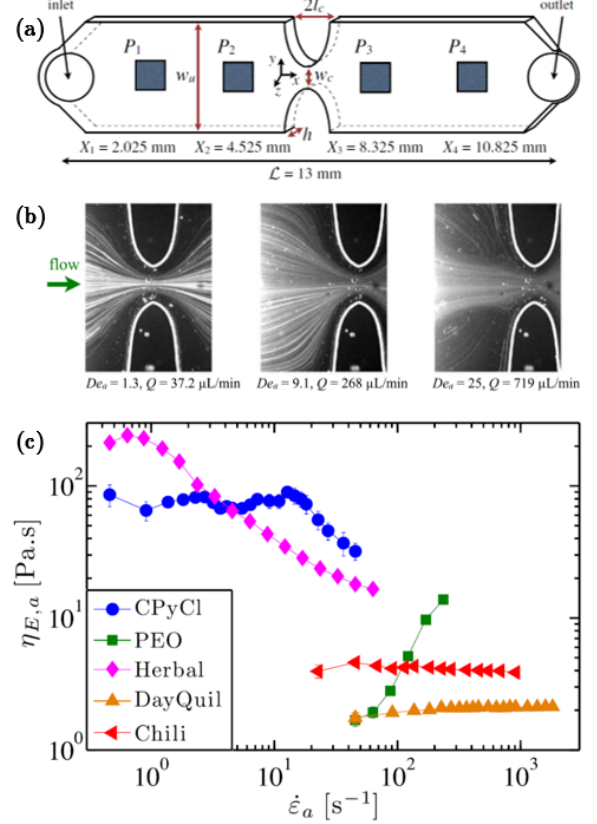 (a)
inlet
2l_c
outlet
P_1 P_2 P_3 P_4
w_u
y
x
z
w_c
h
X_1 = 2.025 mm X_2 = 4.525 mm X_3 = 8.325 mm X_4 = 10.825 mm
ℒ = 13 mm
(b)
flow
De_a = 1.3, Q = 37.2 µL/min De_a = 9.1, Q = 268 µL/min De_a = 25, Q = 719 µL/min
(c)
η_{E,a} [Pa.s]
10^2
10^1
10^0
CPyCl
PEO
Herbal
DayQuil
Chili
10^0 10^1 10^2 10^3
ε̇_a [s^{-1}]